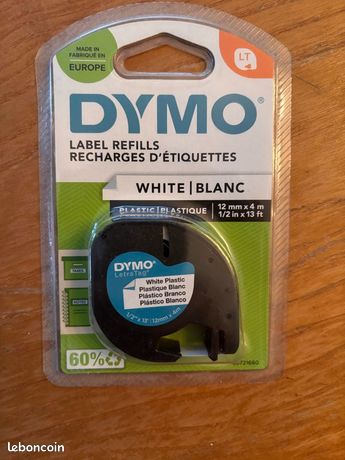 MADE IN
FABRIQUÉ EN
EUROPE
LT
DYMO®
LABEL REFILLS
RECHARGES D'ÉTIQUETTES
WHITE | BLANC
PLASTIC | PLASTIQUE
12 mm x 4 m
1/2 in x 13 ft
DYMO
LetraTag
White Plastic
Plastique Blanc
Plástico Branco
Plástico Blanco
1/2" x 13' | 12mm x 4m
60%
721660
leboncoin